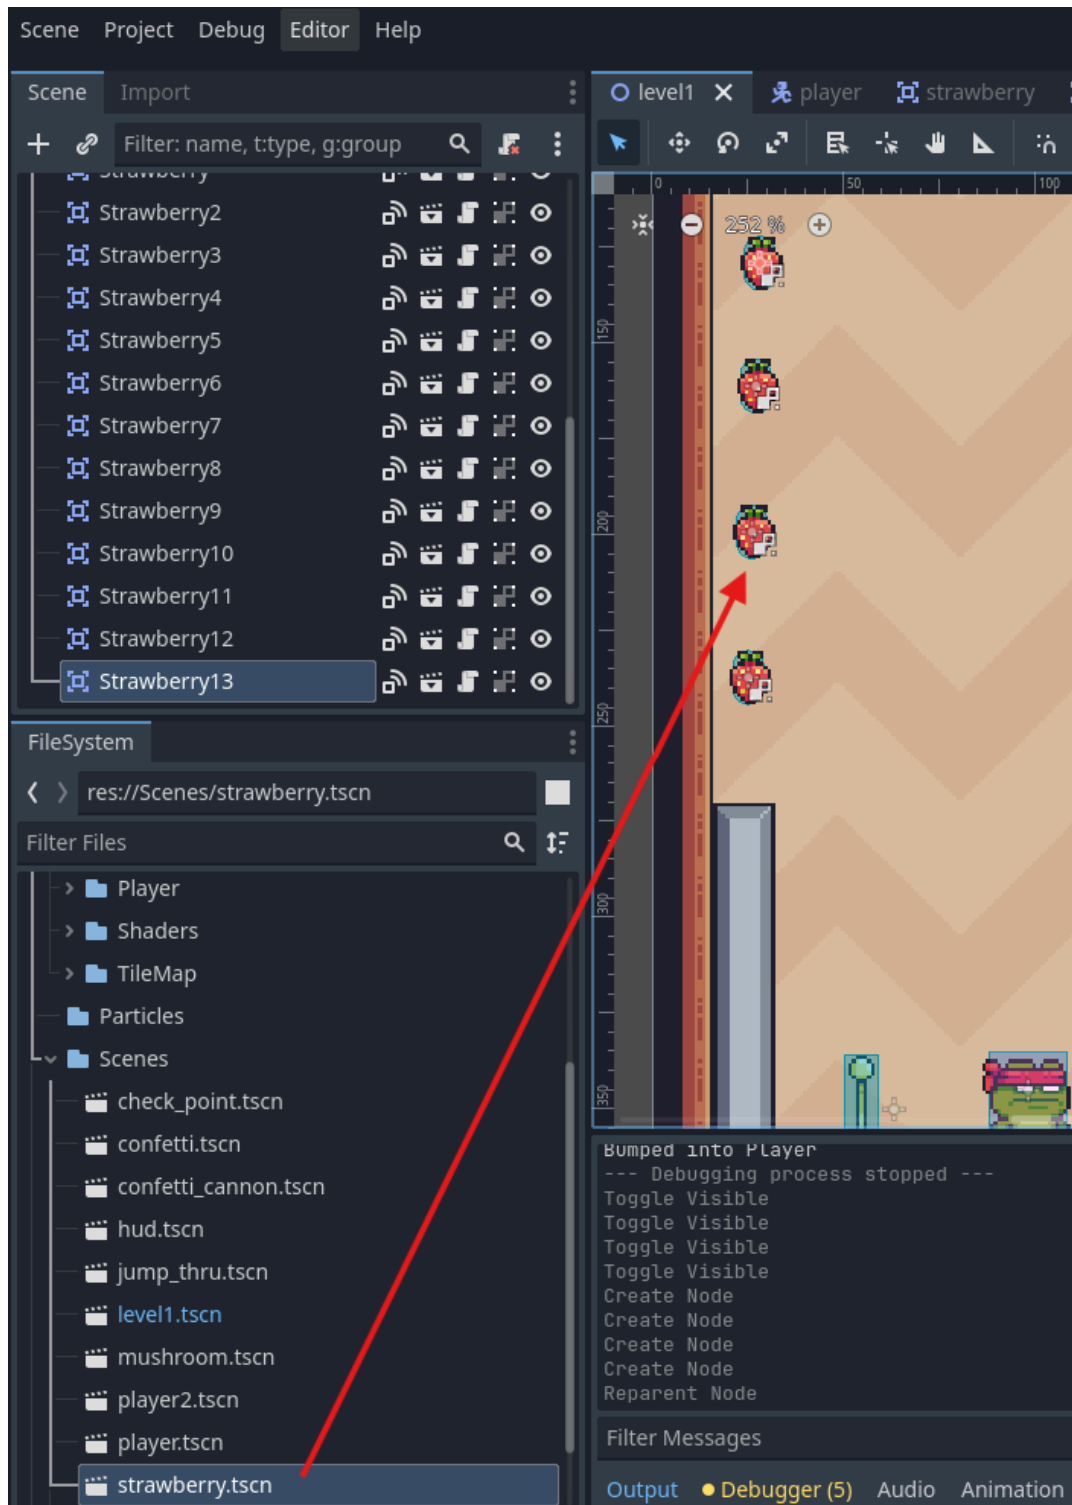 Scene Project Debug Editor Help
Scene Import
level1 player strawberry
Filter: name, t:type, g:group
0 50 100
252 %
Strawberry
Strawberry2
Strawberry3
Strawberry4
Strawberry5
Strawberry6
Strawberry7
Strawberry8
Strawberry9
Strawberry10
Strawberry11
Strawberry12
Strawberry13
150
200
250
300
350
FileSystem
res://Scenes/strawberry.tscn
Filter Files
Player
Shaders
TileMap
Particles
Scenes
check_point.tscn
confetti.tscn
confetti_cannon.tscn
hud.tscn
jump_thru.tscn
level1.tscn
mushroom.tscn
player2.tscn
player.tscn
strawberry.tscn
Bumped into Player
--- Debugging process stopped ---
Toggle Visible
Toggle Visible
Toggle Visible
Toggle Visible
Create Node
Create Node
Create Node
Create Node
Reparent Node
Filter Messages
Output Debugger (5) Audio Animation